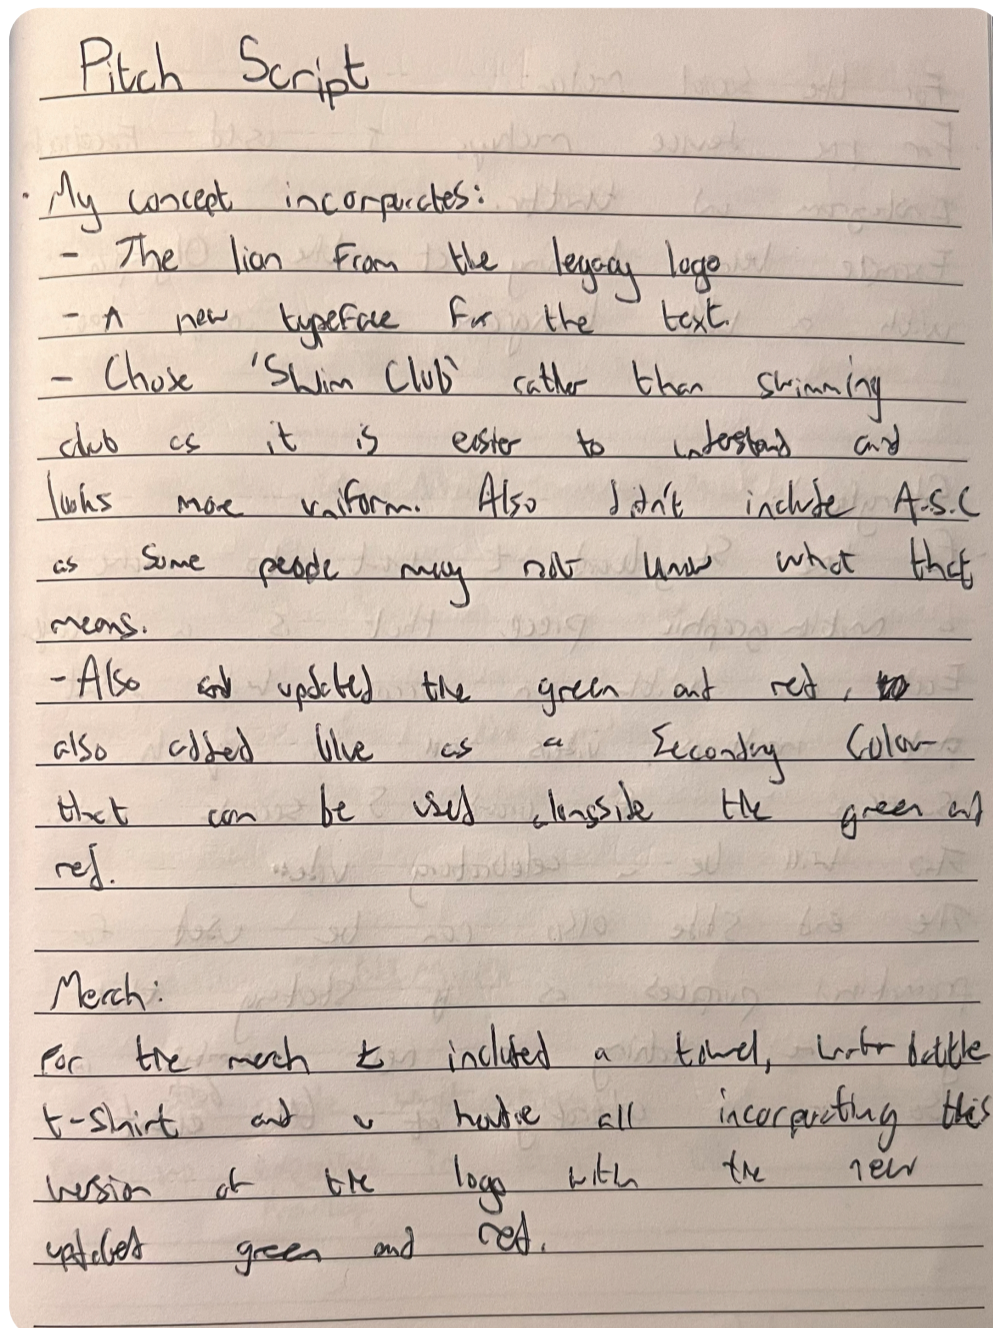 Pitch Script
· My concept incorporates:
- The lion from the legacy logo
- A new typeface for the text.
- Chose 'Swim Club' rather than swimming
club as it is easier to understand and
looks more uniform. Also didn't include A.S.C
as some people may not know what that
means.
- Also updated the green and red,
also added blue as a Secondary Colour
that can be used alongside the green and
red.
Merch:
For the merch I included a towel, water bottle
t-shirt and a hoodie all incorporating this
version of the logo with the new
updated green and red.